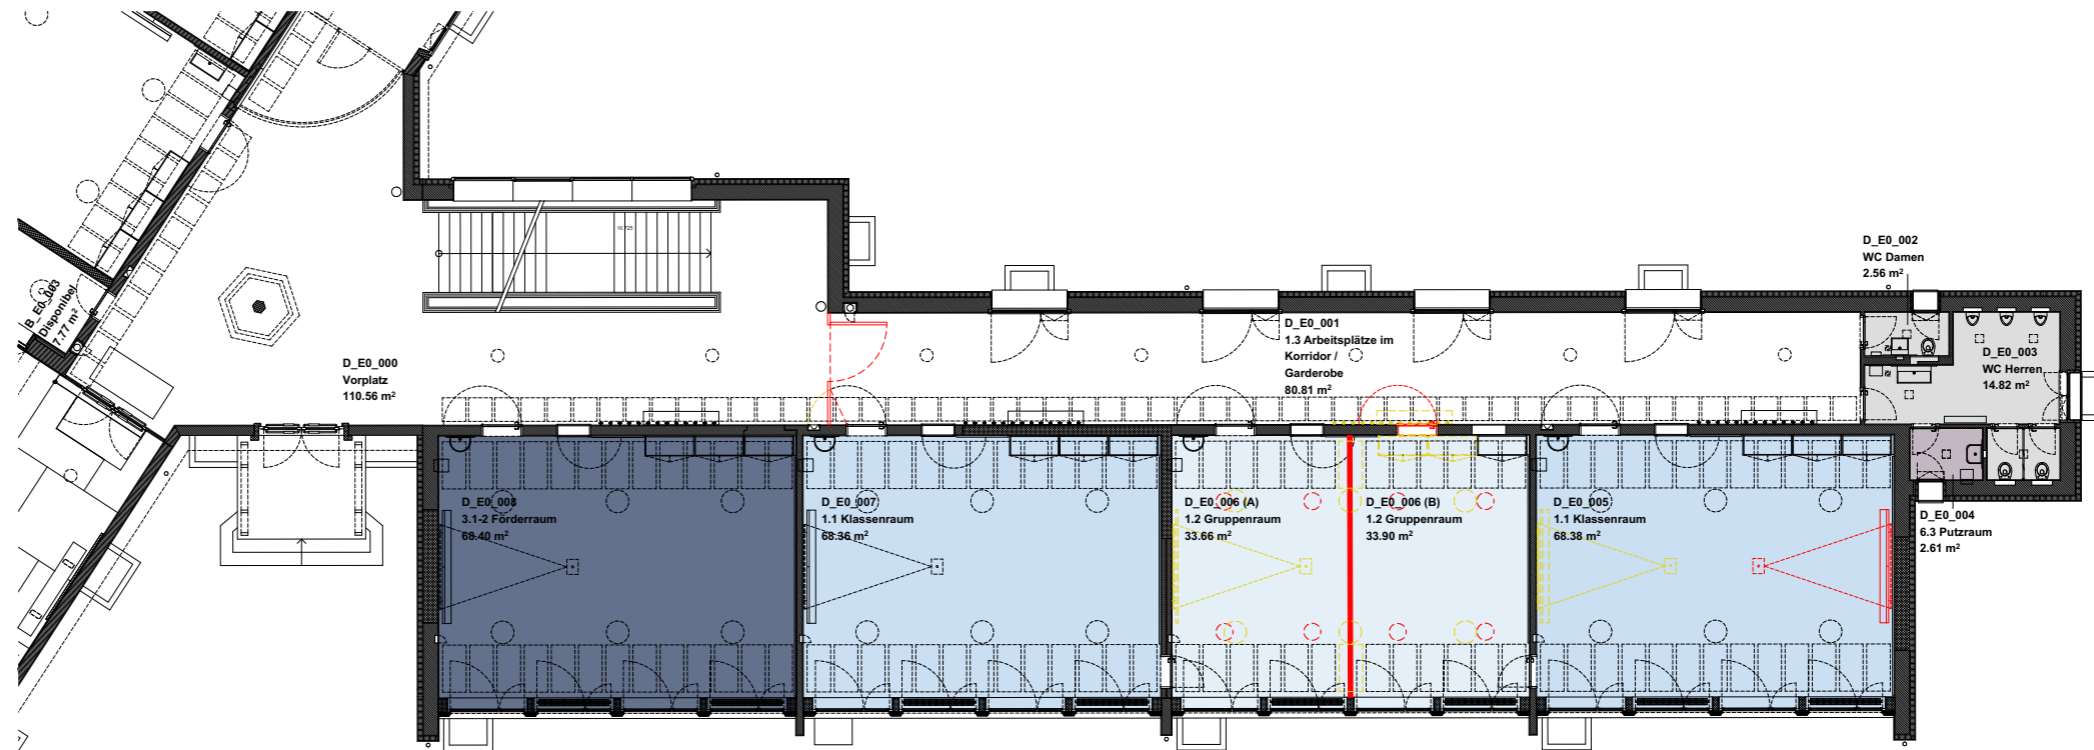 10.725
D_E0_002
WC Damen
2.56 m²
B_E0_003
Disponibel
7.77 m²
D_E0_000
Vorplatz
110.56 m²
D_E0_001
1.3 Arbeitsplätze im
Korridor /
Garderobe
80.81 m²
D_E0_003
WC Herren
14.82 m²
D_E0_008
3.1-2 Förderraum
68.40 m²
D_E0_007
1.1 Klassenraum
68.36 m²
D_E0_006 (A)
1.2 Gruppenraum
33.66 m²
D_E0_006 (B)
1.2 Gruppenraum
33.90 m²
D_E0_005
1.1 Klassenraum
68.38 m²
D_E0_004
6.3 Putzraum
2.61 m²